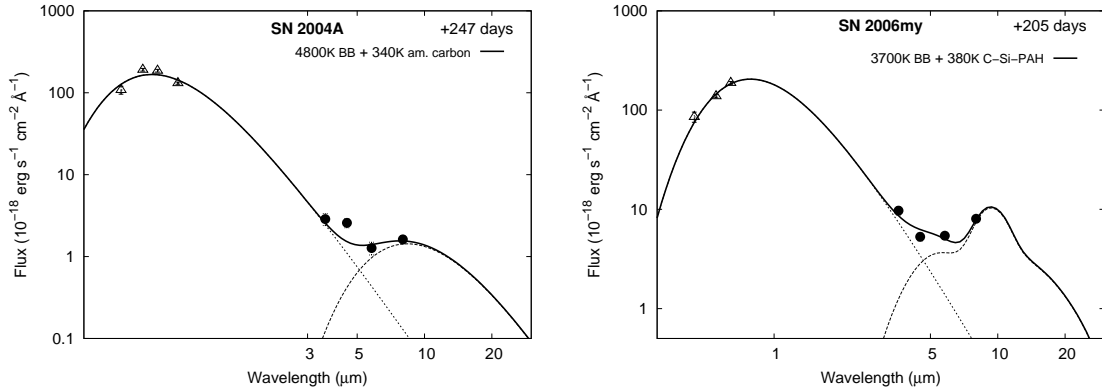 SN 2004A +247 days
4800K BB + 340K am. carbon
1000
100
10
1
0.1
Flux (10⁻¹⁸ erg s⁻¹ cm⁻² Å⁻¹)
3 5 10 20
Wavelength (μm)
SN 2006my +205 days
3700K BB + 380K C−Si−PAH
1000
100
10
1
Flux (10⁻¹⁸ erg s⁻¹ cm⁻² Å⁻¹)
1 5 10 20
Wavelength (μm)